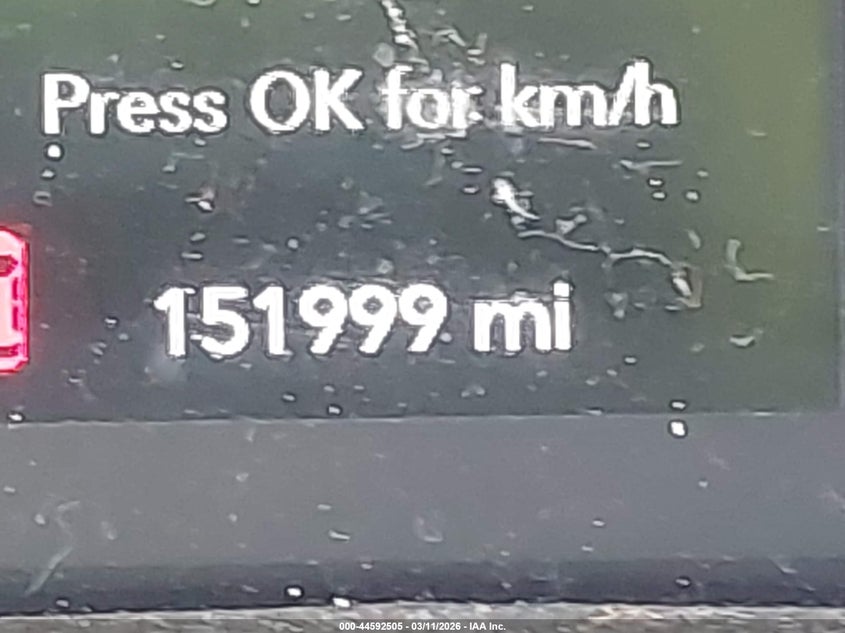 Press OK for km/h
151999 mi
000-44592505 - 03/11/2026 - IAA Inc.